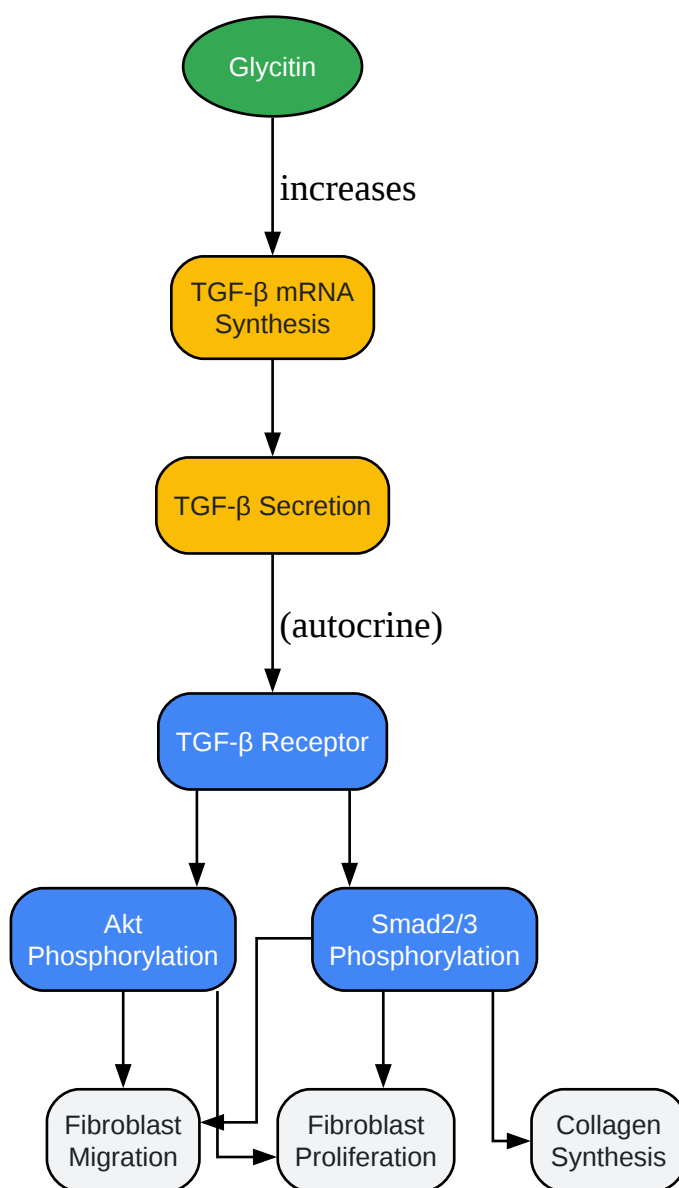 Glycitin
increases
TGF-β mRNA
Synthesis
TGF-β Secretion
(autocrine)
TGF-β Receptor
Akt
Phosphorylation
Smad2/3
Phosphorylation
Fibroblast
Migration
Fibroblast
Proliferation
Collagen
Synthesis